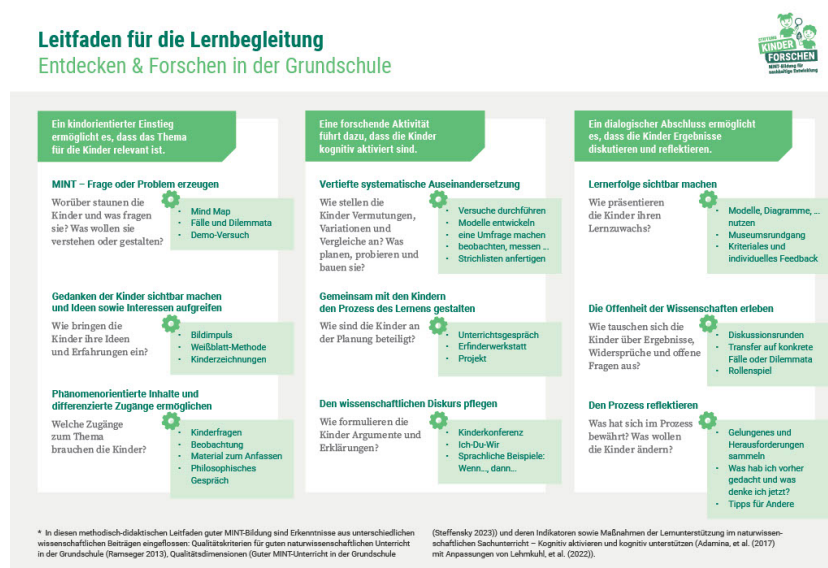 Leitfaden für die Lernbegleitung
Entdecken & Forschen in der Grundschule
STIFTUNG
KINDER
FORSCHEN
MINT-Bildung für
nachhaltige Entwicklung
Ein kindorientierter Einstieg
ermöglicht es, dass das Thema
für die Kinder relevant ist.
MINT – Frage oder Problem erzeugen
Worüber staunen die
Kinder und was fragen
sie? Was wollen sie
verstehen oder gestalten?
• Mind Map
• Fälle und Dilemmata
• Demo-Versuch
Gedanken der Kinder sichtbar machen
und Ideen sowie Interessen aufgreifen
Wie bringen die
Kinder ihre Ideen
und Erfahrungen ein?
• Bildimpuls
• Weißblatt-Methode
• Kinderzeichnungen
Phänomenorientierte Inhalte und
differenzierte Zugänge ermöglichen
Welche Zugänge
zum Thema
brauchen die Kinder?
• Kinderfragen
• Beobachtung
• Material zum Anfassen
• Philosophisches
Gespräch
Eine forschende Aktivität
führt dazu, dass die Kinder
kognitiv aktiviert sind.
Vertiefte systematische Auseinandersetzung
Wie stellen die
Kinder Vermutungen,
Variationen und
Vergleiche an? Was
planen, probieren und
bauen sie?
• Versuche durchführen
• Modelle entwickeln
• eine Umfrage machen
• beobachten, messen ...
• Strichlisten anfertigen
Gemeinsam mit den Kindern
den Prozess des Lernens gestalten
Wie sind die Kinder an
der Planung beteiligt?
• Unterrichtsgespräch
• Erfinderwerkstatt
• Projekt
Den wissenschaftlichen Diskurs pflegen
Wie formulieren die
Kinder Argumente und
Erklärungen?
• Kinderkonferenz
• Ich-Du-Wir
• Sprachliche Beispiele:
Wenn..., dann...
Ein dialogischer Abschluss ermöglicht
es, dass die Kinder Ergebnisse
diskutieren und reflektieren.
Lernerfolge sichtbar machen
Wie präsentieren
die Kinder ihren
Lernzuwachs?
• Modelle, Diagramme, ...
nutzen
• Museumsrundgang
• Kriteriales und
individuelles Feedback
Die Offenheit der Wissenschaften erleben
Wie tauschen sich die
Kinder über Ergebnisse,
Widersprüche und offene
Fragen aus?
• Diskussionsrunden
• Transfer auf konkrete
Fälle oder Dilemmata
• Rollenspiel
Den Prozess reflektieren
Was hat sich im Prozess
bewährt? Was wollen
die Kinder ändern?
• Gelungenes und
Herausforderungen
sammeln
• Was hab ich vorher
gedacht und was
denke ich jetzt?
• Tipps für Andere
* In diesen methodisch-didaktischen Leitfaden guter MINT-Bildung sind Erkenntnisse aus unterschiedlichen
wissenschaftlichen Beiträgen eingeflossen: Qualitätskriterien für guten naturwissenschaftlichen Unterricht
in der Grundschule (Ramseger 2013), Qualitätsdimensionen (Guter MINT-Unterricht in der Grundschule
(Steffensky 2023)) und deren Indikatoren sowie Maßnahmen der Lernunterstützung im naturwissen-
schaftlichen Sachunterricht – Kognitiv aktivieren und kognitiv unterstützen (Adamina, et al. (2017)
mit Anpassungen von Lehmkuhl, et al. (2022)).